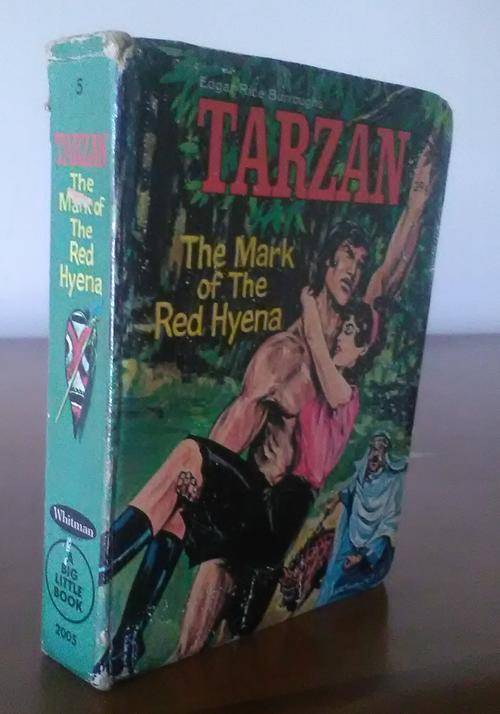 5
TARZAN
The
Mark of
The
Red
Hyena
Whitman
A
BIG
LITTLE
BOOK
2005
Edgar Rice Burroughs
TARZAN
39¢
The Mark
of The
Red Hyena